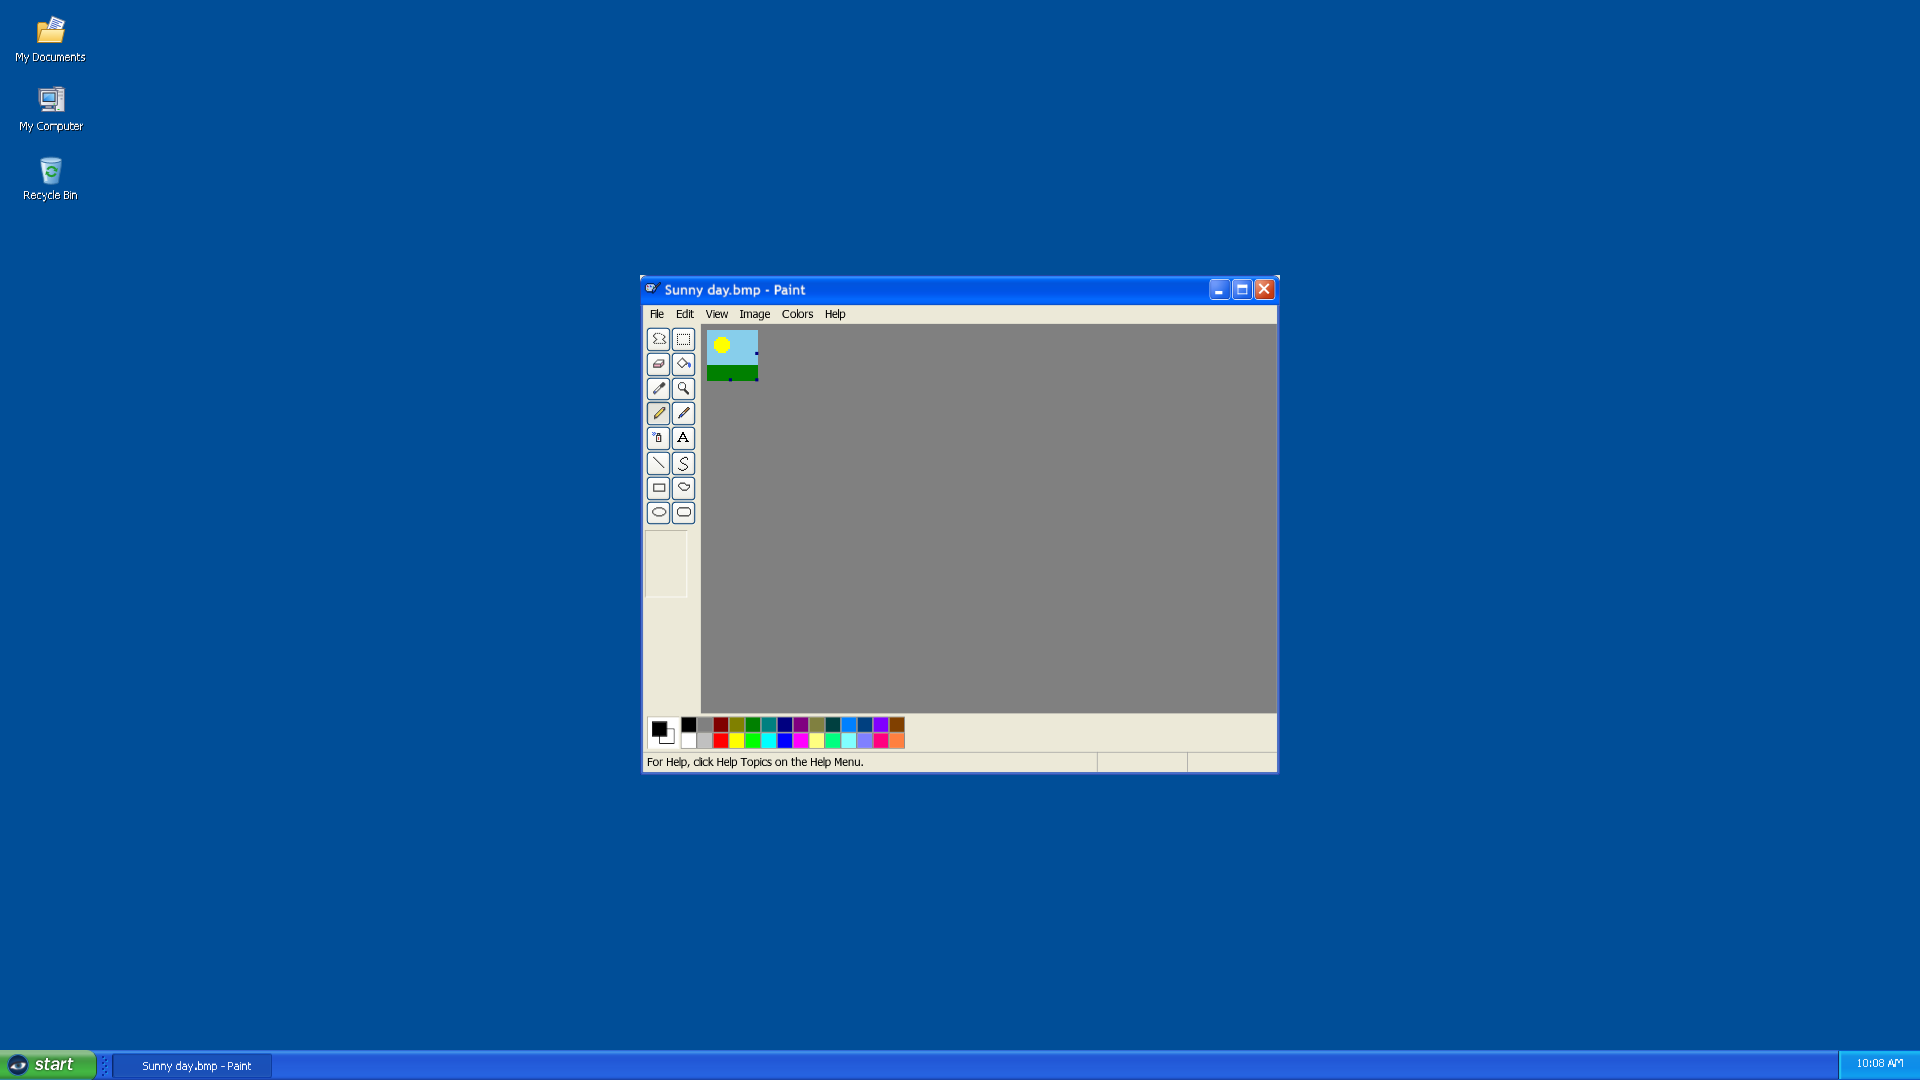 My Documents
My Computer
Recycle Bin
Sunny day.bmp - Paint
File Edit View Image Colors Help
A
For Help, click Help Topics on the Help Menu.
start
Sunny day.bmp - Paint
10:08 AM